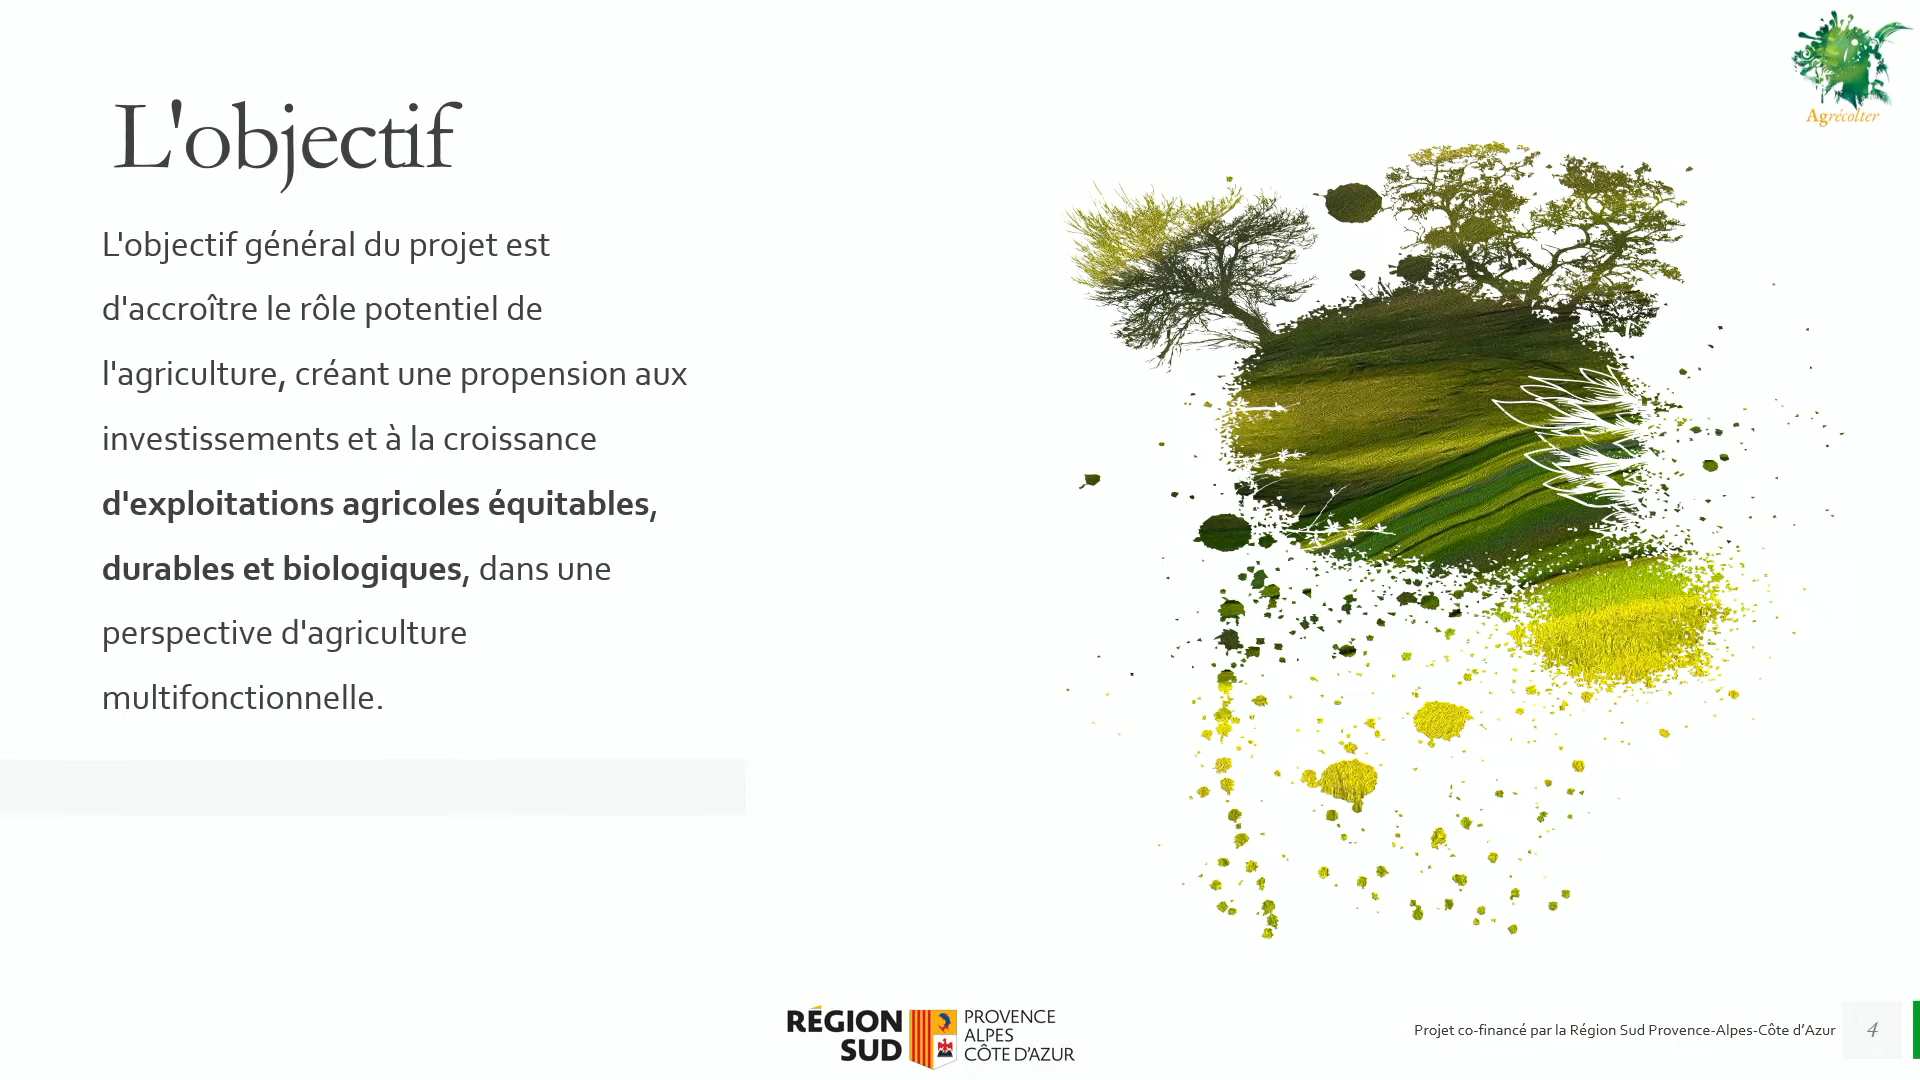 Agrécolter
L'objectif
L'objectif général du projet est
d'accroître le rôle potentiel de
l'agriculture, créant une propension aux
investissements et à la croissance
d'exploitations agricoles équitables,
durables et biologiques, dans une
perspective d'agriculture
multifonctionnelle.
RÉGION
SUD
PROVENCE
ALPES
CÔTE D'AZUR
Projet co-financé par la Région Sud Provence-Alpes-Côte d’Azur
4